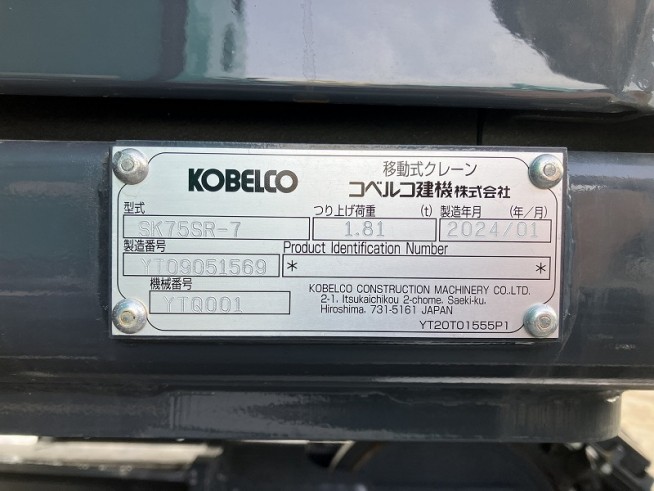 KOBELCO
移動式クレーン
コベルコ建機株式会社
型式
SK75SR-7
つり上げ荷重 (t)
1.81
製造年月 (年/月)
2024/01
製造番号
YT09051569
Product Identification Number
* *
機械番号
YTQ001
KOBELCO CONSTRUCTION MACHINERY CO.,LTD.
2-1, Itsukaichikou 2-chome. Saeki-ku.
Hiroshima. 731-5161 JAPAN
YT20T01555P1